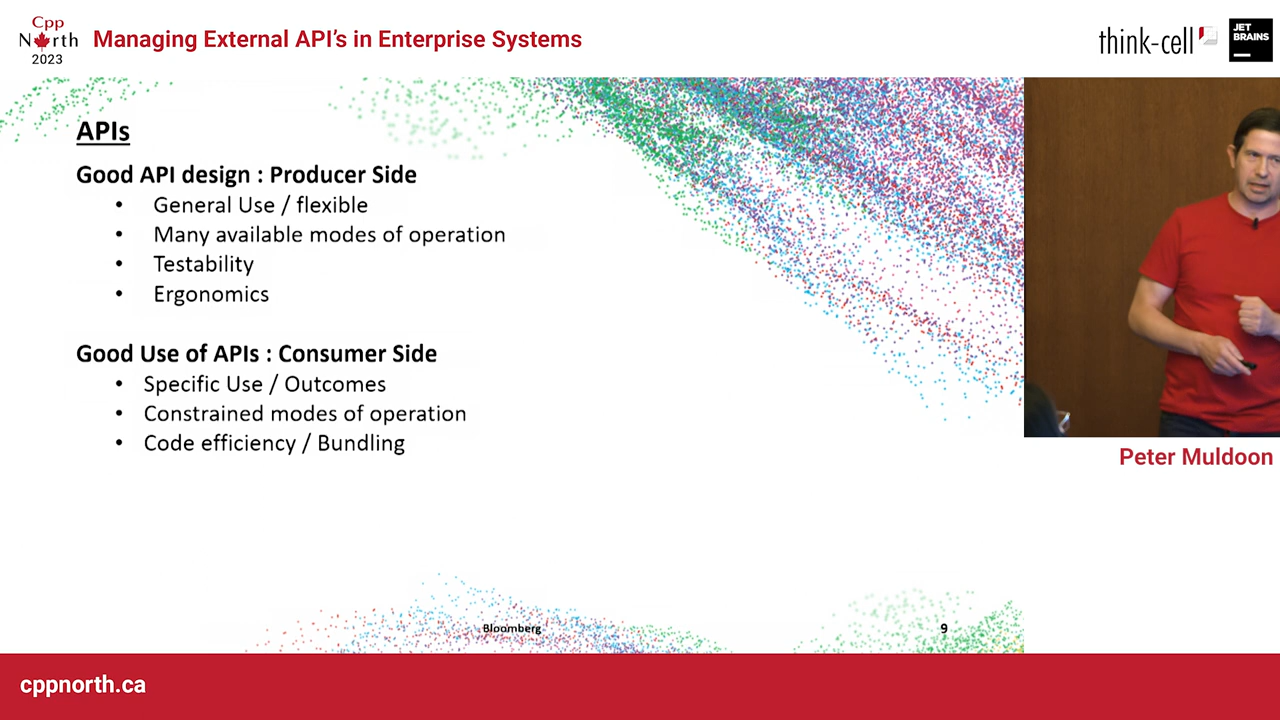 Cpp
North
2023
Managing External API's in Enterprise Systems
think-cell
JET
BRAINS
APIs
Good API design : Producer Side
• General Use / flexible
• Many available modes of operation
• Testability
• Ergonomics
Good Use of APIs : Consumer Side
• Specific Use / Outcomes
• Constrained modes of operation
• Code efficiency / Bundling
Peter Muldoon
Bloomberg
9
cppnorth.ca